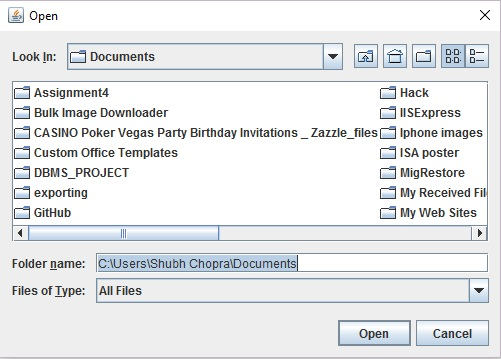 Open
Look In: Documents
Assignment4
Bulk Image Downloader
CASINO Poker Vegas Party Birthday Invitations _ Zazzle_files
Custom Office Templates
DBMS_PROJECT
exporting
GitHub
Hack
IISExpress
Iphone images
ISA poster
MigRestore
My Received Fil
My Web Sites
Folder name: C:\Users\Shubh Chopra\Documents
Files of Type: All Files
Open Cancel